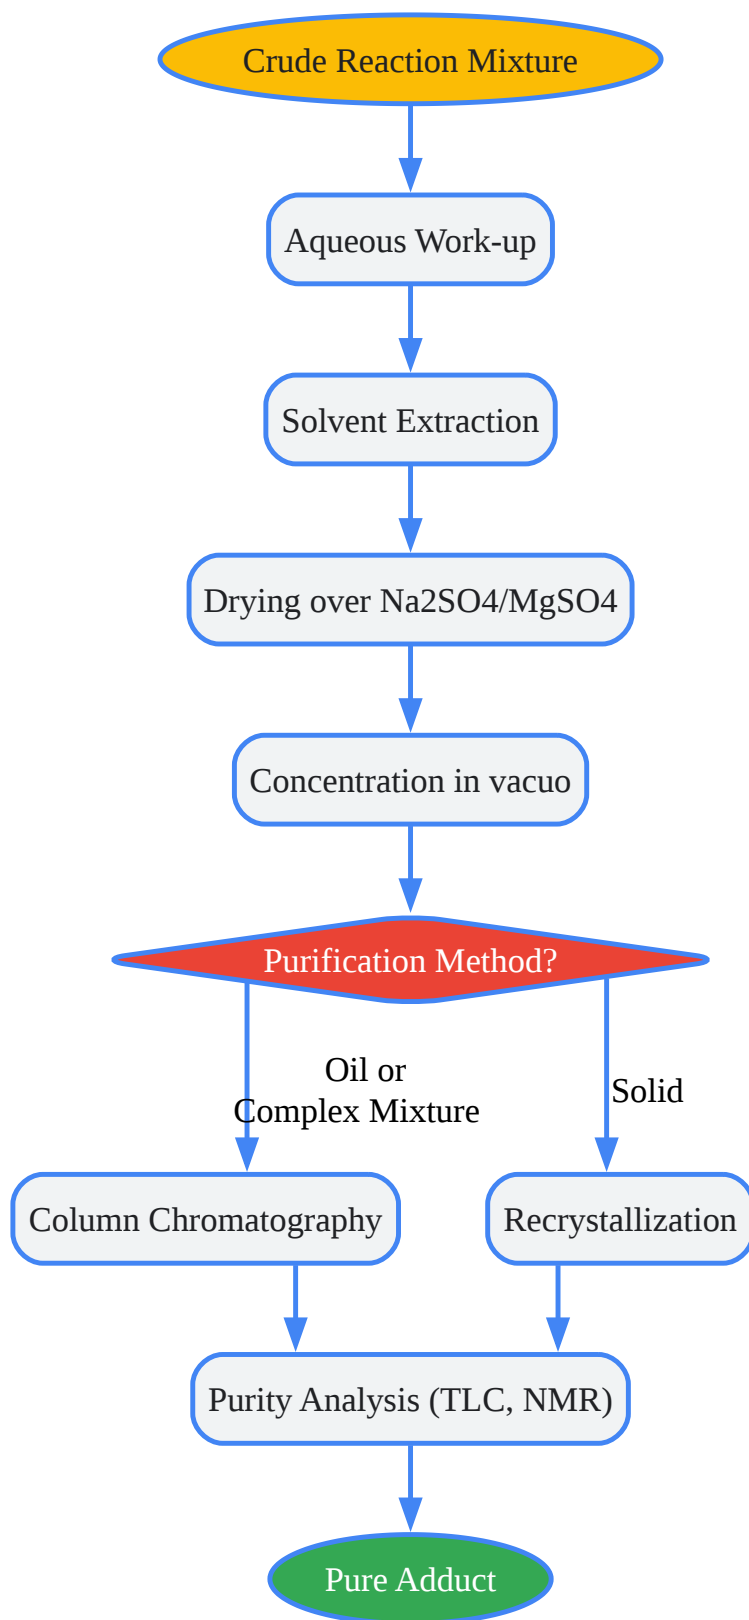 Crude Reaction Mixture
Aqueous Work-up
Solvent Extraction
Drying over Na2SO4/MgSO4
Concentration in vacuo
Purification Method?
Oil or
Complex Mixture
Solid
Column Chromatography
Recrystallization
Purity Analysis (TLC, NMR)
Pure Adduct